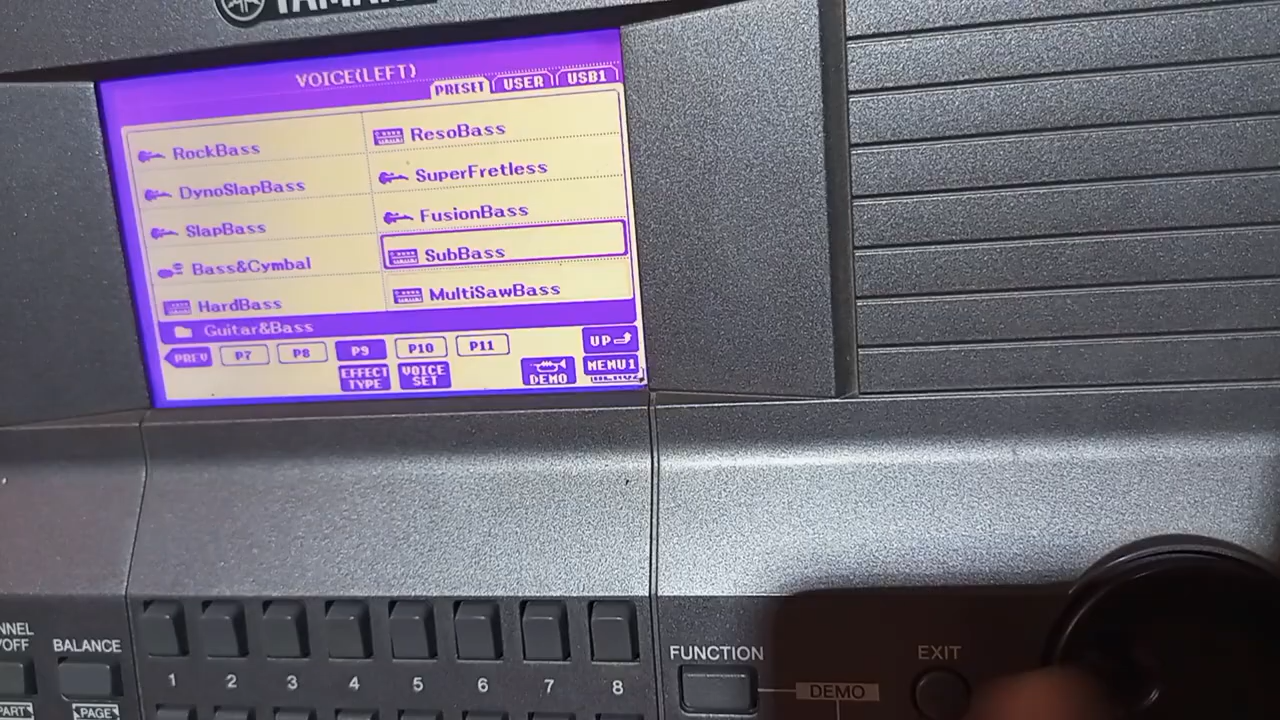 VOICE(LEFT)
PRESET USER USB1
RockBass
DynoSlapBass
SlapBass
Bass&Cymbal
HardBass
ResoBass
SuperFretless
FusionBass
SubBass
MultiSawBass
Guitar&Bass
PREV P7 P8 P9 P10 P11 UP
EFFECT TYPE
VOICE SET
DEMO
MENU1
BALANCE
1 2 3 4 5 6 7 8
PART
PAGE
FUNCTION
DEMO
EXIT